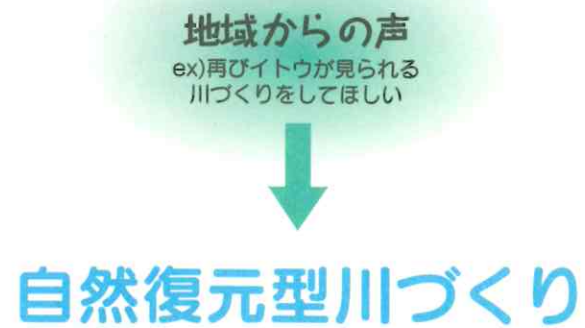 地域からの声
ex)再びイトウが見られる
川づくりをしてほしい
自然復元型川づくり